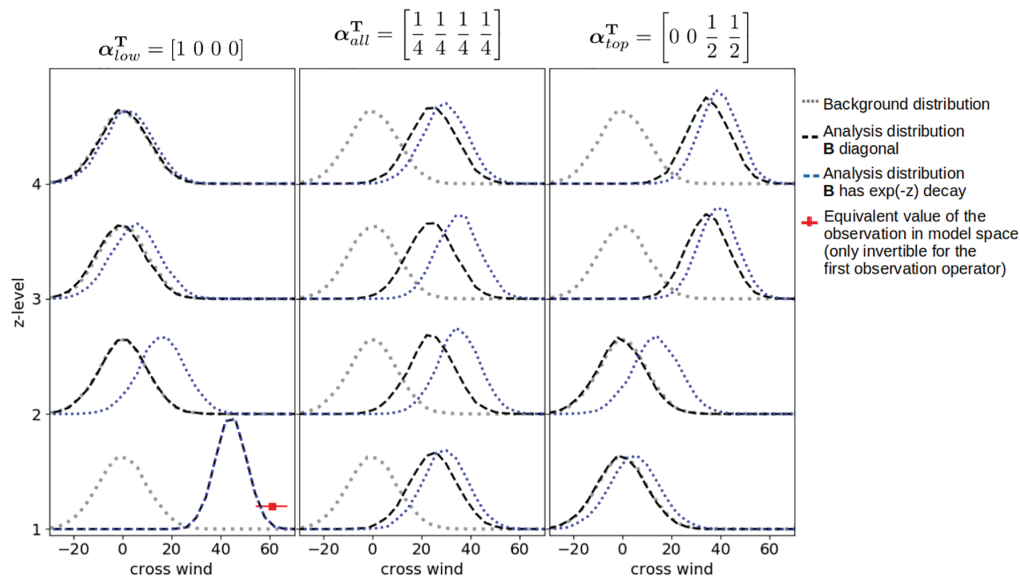 α^T_low = [1 0 0 0]
α^T_all = [1/4 1/4 1/4 1/4]
α^T_top = [0 0 1/2 1/2]
z-level
4
3
2
1
−20 0 20 40 60
−20 0 20 40 60
−20 0 20 40 60
cross wind
cross wind
cross wind
Background distribution
Analysis distribution
B diagonal
Analysis distribution
B has exp(-z) decay
Equivalent value of the
observation in model space
(only invertible for the
first observation operator)